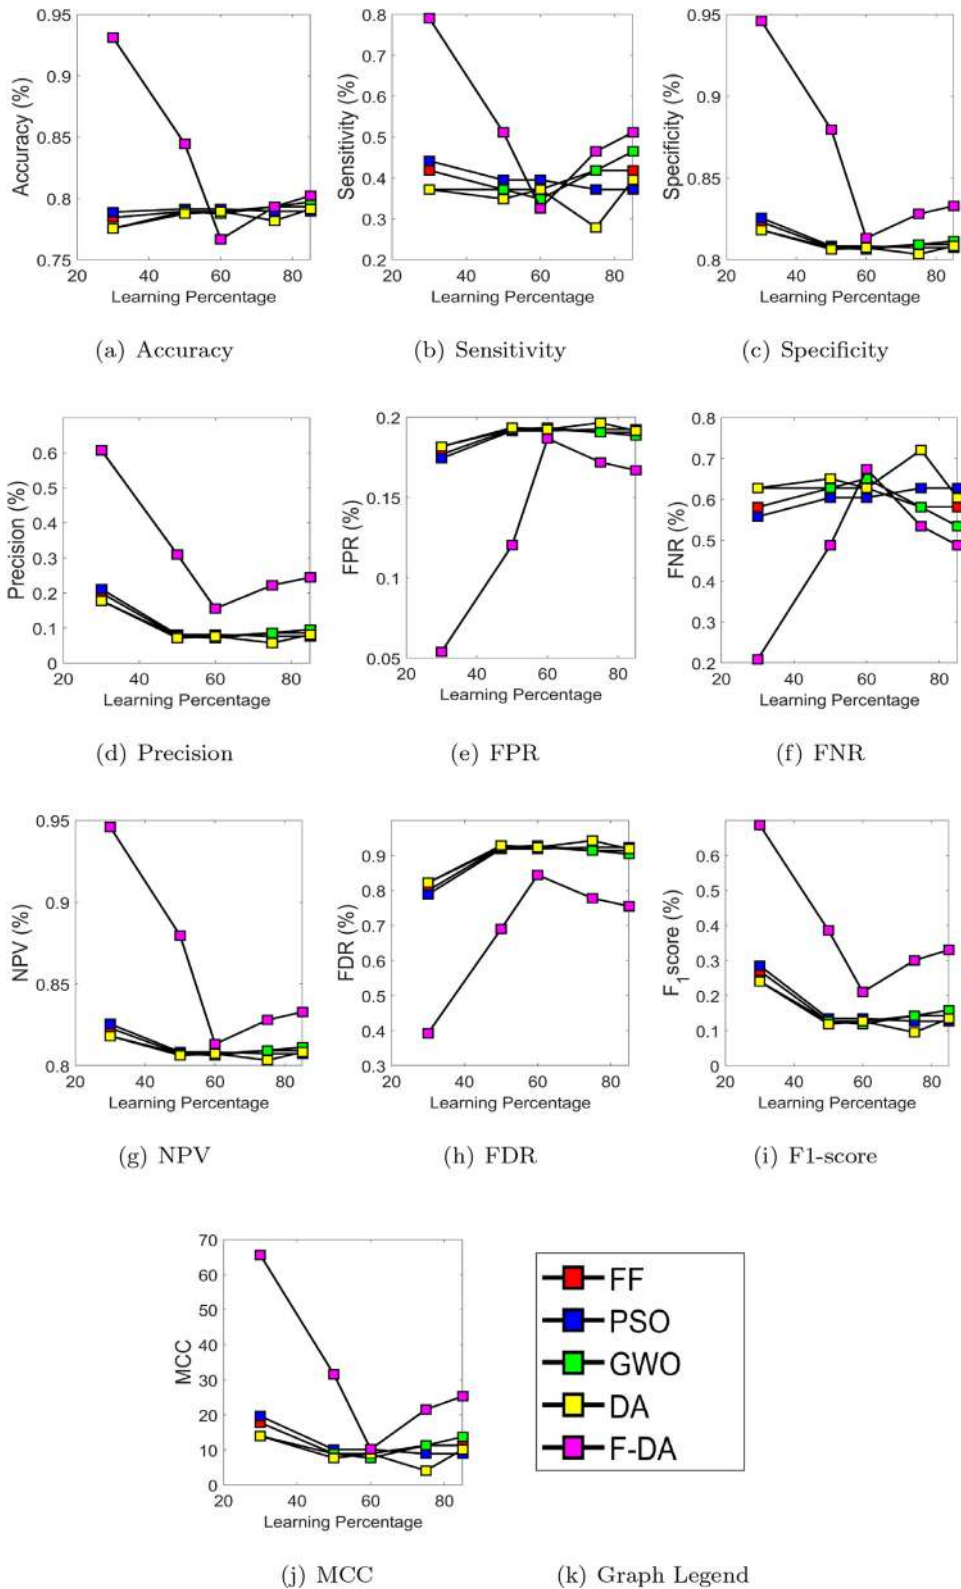 0.95
0.9
0.85
0.8
0.75
Accuracy (%)
20 40 60 80
Learning Percentage
(a) Accuracy
0.8
0.7
0.6
0.5
0.4
0.3
0.2
Sensitivity (%)
20 40 60 80
Learning Percentage
(b) Sensitivity
0.95
0.9
0.85
0.8
Specificity (%)
20 40 60 80
Learning Percentage
(c) Specificity
0.6
0.5
0.4
0.3
0.2
0.1
0
Precision (%)
20 40 60 80
Learning Percentage
(d) Precision
0.2
0.15
0.1
0.05
FPR (%)
20 40 60 80
Learning Percentage
(e) FPR
0.8
0.7
0.6
0.5
0.4
0.3
0.2
FNR (%)
20 40 60 80
Learning Percentage
(f) FNR
0.95
0.9
0.85
0.8
NPV (%)
20 40 60 80
Learning Percentage
(g) NPV
0.9
0.8
0.7
0.6
0.5
0.4
0.3
FDR (%)
20 40 60 80
Learning Percentage
(h) FDR
0.6
0.5
0.4
0.3
0.2
0.1
0
F1score (%)
20 40 60 80
Learning Percentage
(i) F1-score
70
60
50
40
30
20
10
0
MCC
20 40 60 80
Learning Percentage
(j) MCC
FF
PSO
GWO
DA
F-DA
(k) Graph Legend